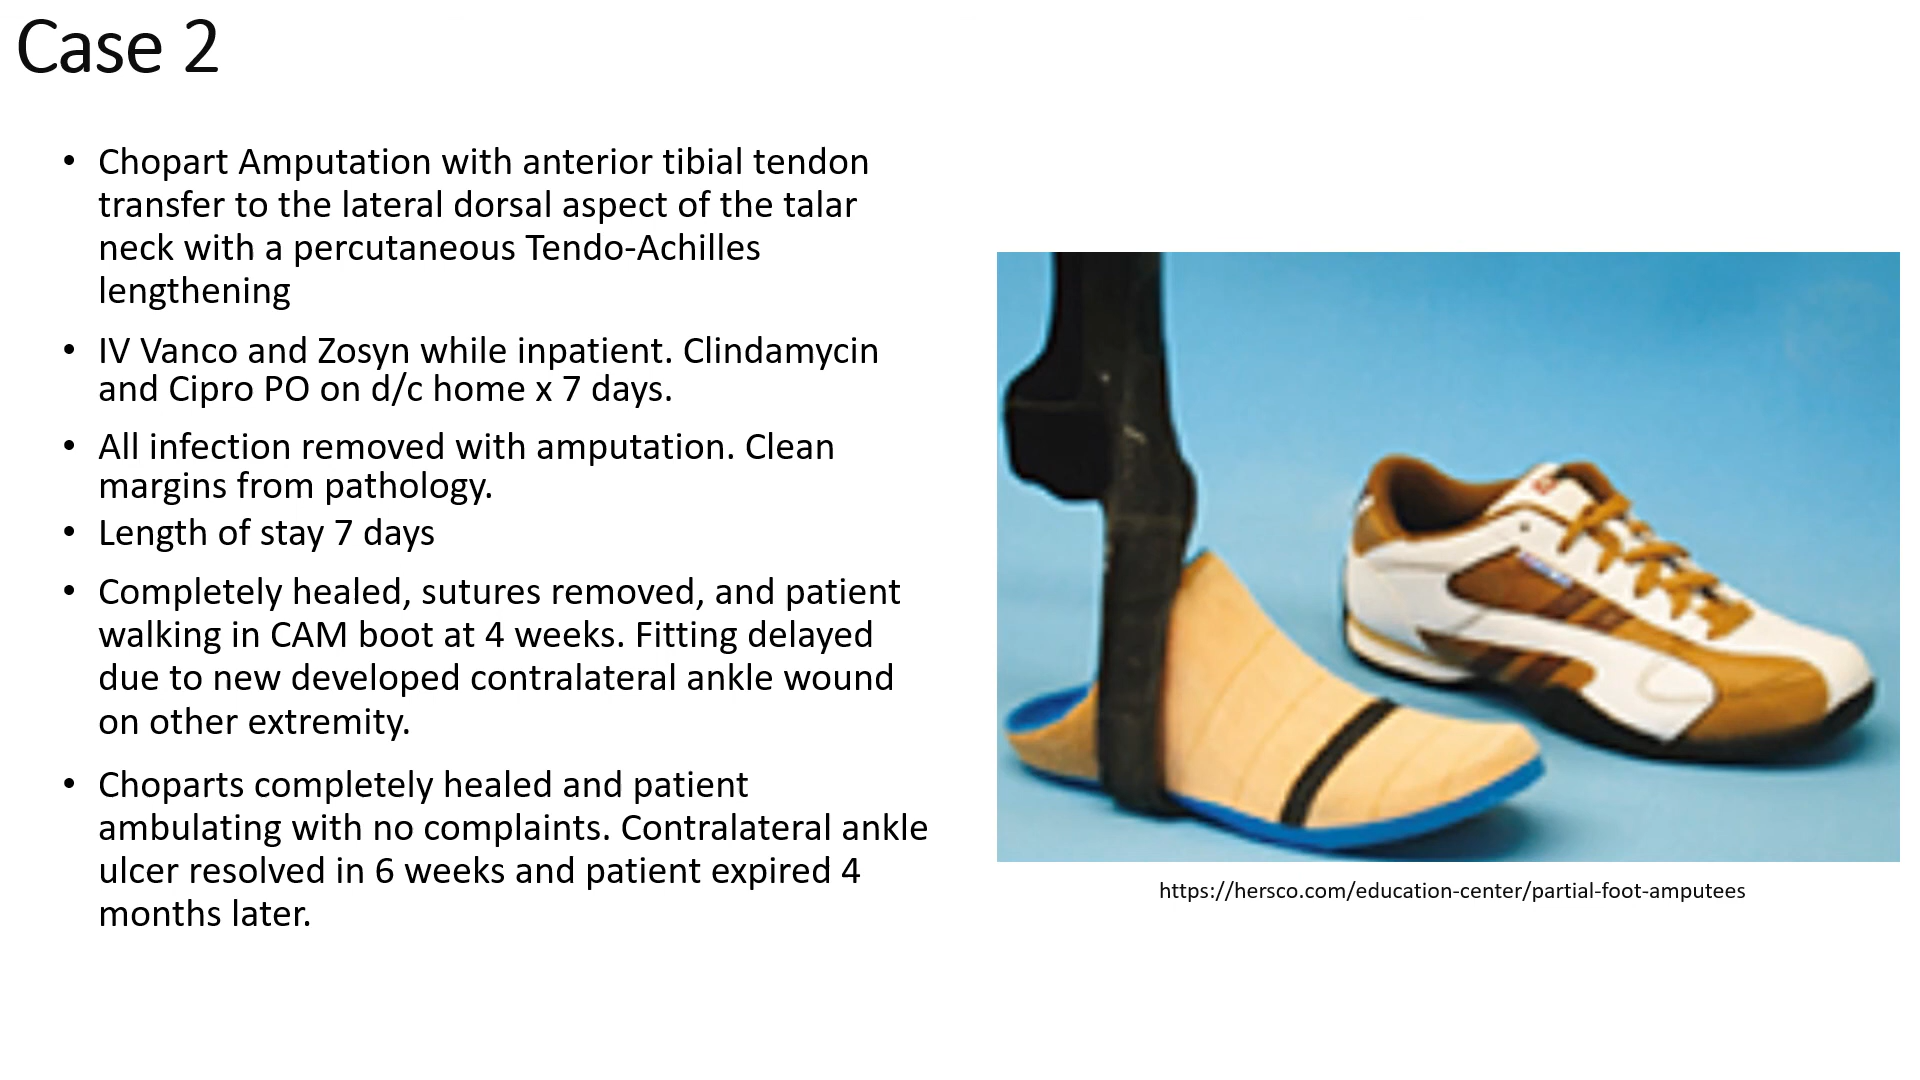 Case 2
• Chopart Amputation with anterior tibial tendon
transfer to the lateral dorsal aspect of the talar
neck with a percutaneous Tendo-Achilles
lengthening
• IV Vanco and Zosyn while inpatient. Clindamycin
and Cipro PO on d/c home x 7 days.
• All infection removed with amputation. Clean
margins from pathology.
• Length of stay 7 days
• Completely healed, sutures removed, and patient
walking in CAM boot at 4 weeks. Fitting delayed
due to new developed contralateral ankle wound
on other extremity.
• Choparts completely healed and patient
ambulating with no complaints. Contralateral ankle
ulcer resolved in 6 weeks and patient expired 4
months later.
https://hersco.com/education-center/partial-foot-amputees